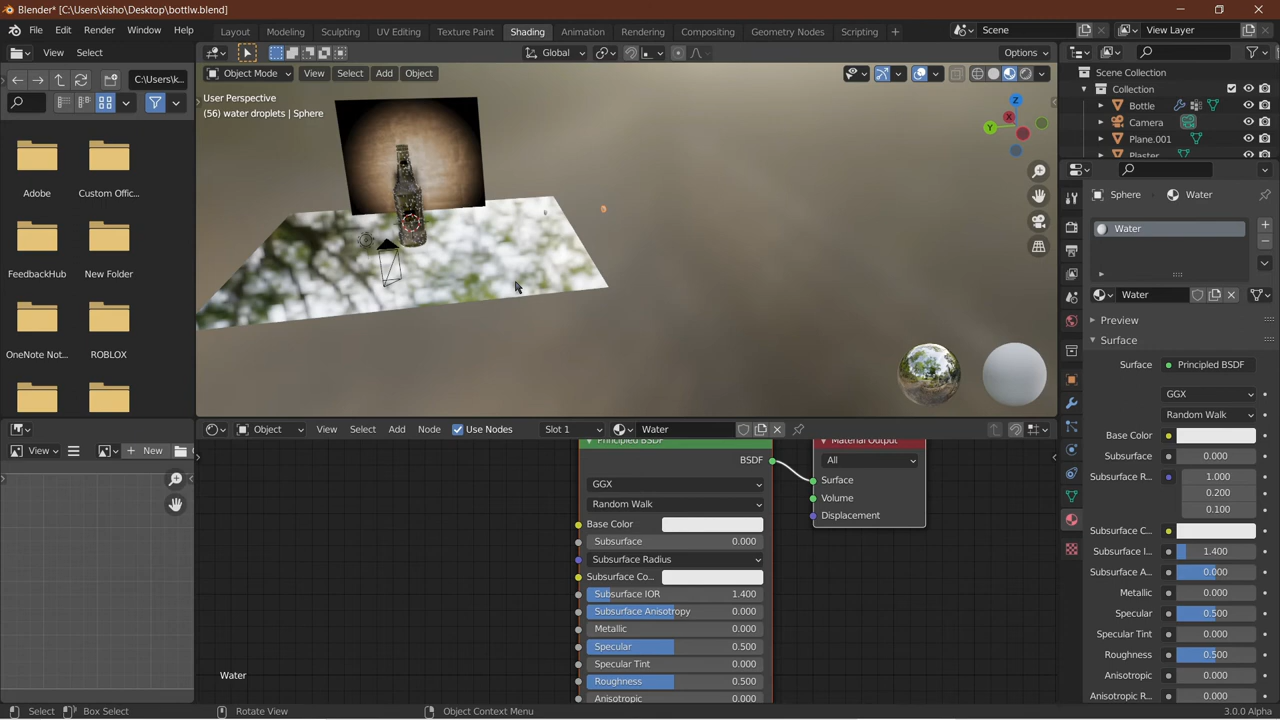 Blender* [C:\Users\kisho\Desktop\bottlw.blend]
File Edit Render Window Help Layout Modeling Sculpting UV Editing Texture Paint Shading Animation Rendering Compositing Geometry Nodes Scripting Scene View Layer
View Select Global Options
C:\Users\k...
Object Mode View Select Add Object
User Perspective
(56) water droplets | Sphere
Z
X
Y
Adobe
Custom Offic...
FeedbackHub
New Folder
OneNote Not...
ROBLOX
Scene Collection
Collection
Bottle
Camera
Plane.001
Plaster
Sphere Water
Water
Water
Preview
Surface
Surface Principled BSDF
GGX
Random Walk
Base Color
Subsurface 0.000
Subsurface R... 1.000
0.200
0.100
Subsurface C...
Subsurface I... 1.400
Subsurface A... 0.000
Metallic 0.000
Specular 0.500
Specular Tint 0.000
Roughness 0.500
Anisotropic 0.000
Anisotropic R... 0.000
View New
Object View Select Add Node Use Nodes Slot 1 Water
Principled BSDF
BSDF
GGX
Random Walk
Base Color
Subsurface 0.000
Subsurface Radius
Subsurface Co...
Subsurface IOR 1.400
Subsurface Anisotropy 0.000
Metallic 0.000
Specular 0.500
Specular Tint 0.000
Roughness 0.500
Anisotropic 0.000
Material Output
All
Surface
Volume
Displacement
Water
Select Box Select Rotate View Object Context Menu 3.0.0 Alpha